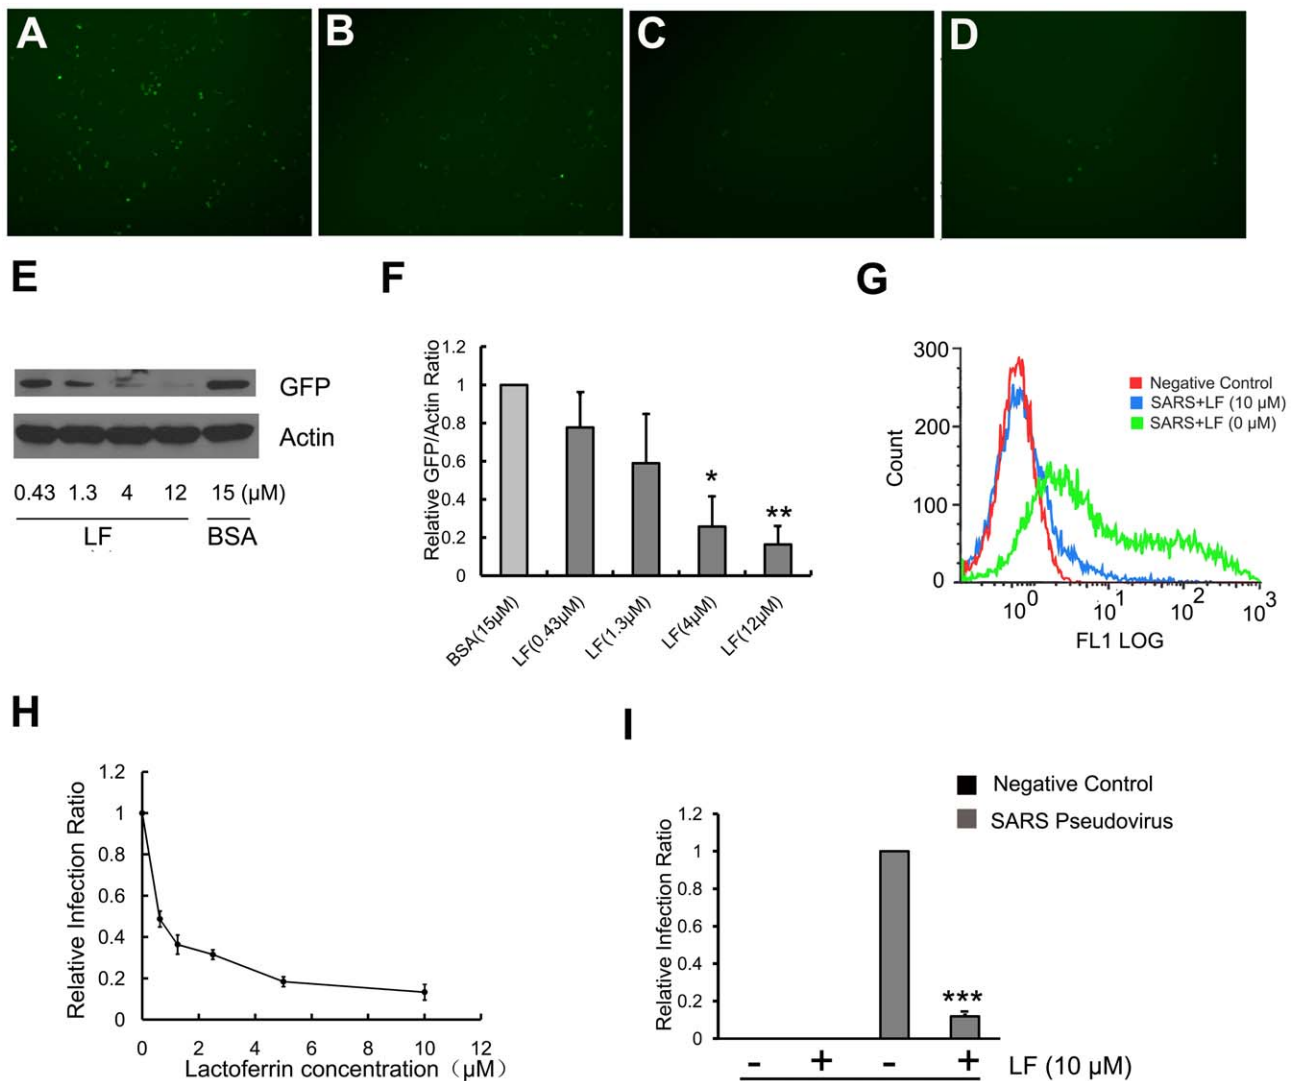 A B C D
E
GFP
Actin
0.43 1.3 4 12 15 (μM)
LF BSA
F
Relative GFP/Actin Ratio
1.2
1
0.8
0.6
0.4
0.2
0
*
**
BSA(15μM)
LF(0.43μM)
LF(1.3μM)
LF(4μM)
LF(12μM)
G
Count
300
200
100
0
Negative Control
SARS+LF (10 μM)
SARS+LF (0 μM)
10⁰ 10¹ 10² 10³
FL1 LOG
H
Relative Infection Ratio
1.2
1
0.8
0.6
0.4
0.2
0
0 2 4 6 8 10 12
Lactoferrin concentration（μM）
I
Negative Control
SARS Pseudovirus
Relative Infection Ratio
1.2
1
0.8
0.6
0.4
0.2
0
***
- + - + LF (10 μM)